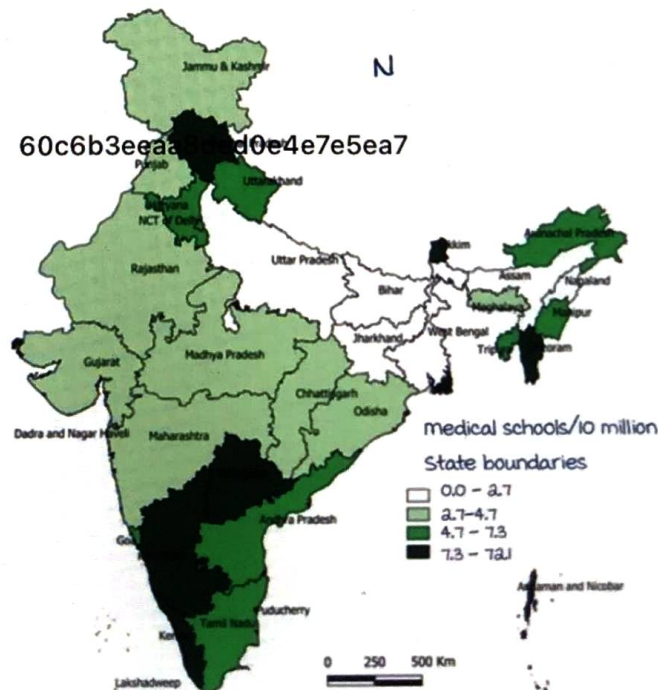 Jammu & Kashmir
N
60c6b3eeaa8ded0e4e7e5ea7
Punjab
Uttarakhand
Haryana
NCT of Delhi
Arunachal Pradesh
Sikkim
Uttar Pradesh
Rajasthan
Assam
Nagaland
Bihar
Meghalaya
Manipur
West Bengal
Jharkhand
Tripura
Mizoram
Madhya Pradesh
Gujarat
Chhattisgarh
Odisha
medical schools/10 million
Dadra and Nagar Haveli
Maharashtra
State boundaries
0.0 - 2.7
2.7-4.7
4.7 - 7.3
7.3 - 72.1
Andhra Pradesh
Goa
Andaman and Nicobar
Puducherry
Tamil Nadu
Kerala
0 250 500 Km
Lakshadweep